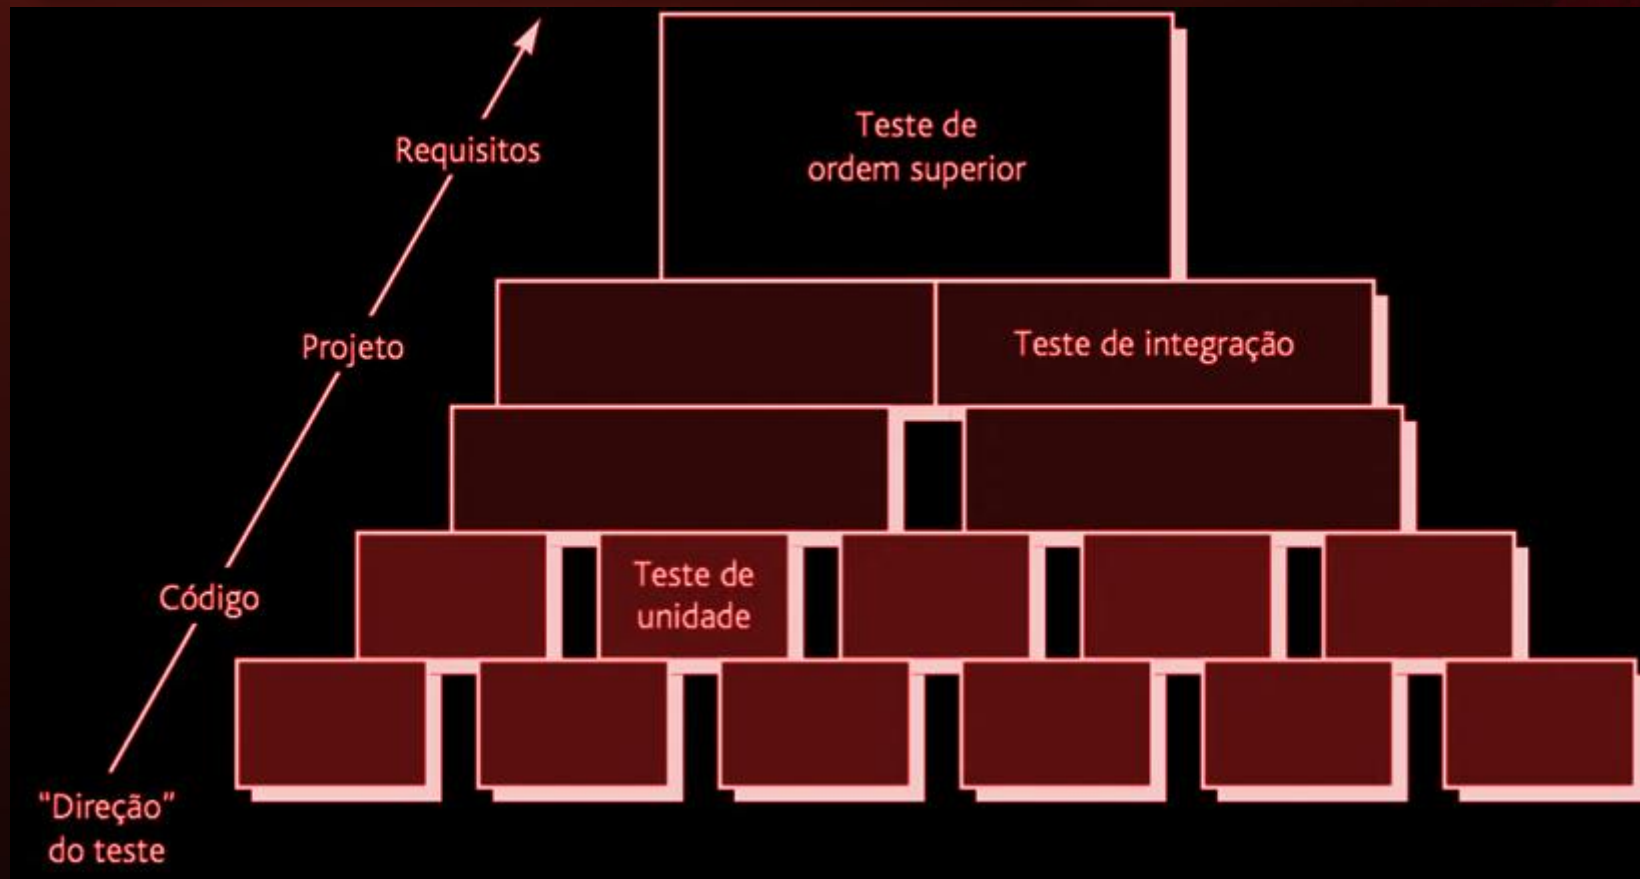 Teste de
ordem superior
Requisitos
Projeto
Teste de integração
Teste de
unidade
Código
“Direção”
do teste